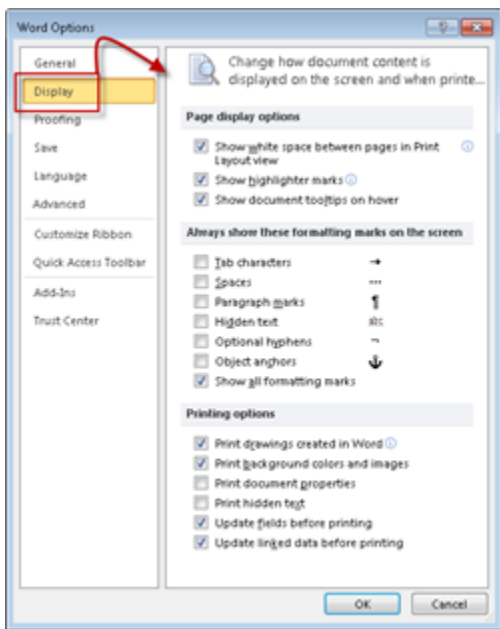 Word Options
General
Display
Proofing
Save
Language
Advanced
Customize Ribbon
Quick Access Toolbar
Add-Ins
Trust Center
Change how document content is
displayed on the screen and when printe...
Page display options
Show white space between pages in Print
Layout view
Show highlighter marks
Show document tooltips on hover
Always show these formatting marks on the screen
Tab characters →
Spaces ···
Paragraph marks ¶
Hidden text abc
Optional hyphens ¬
Object anchors
Show all formatting marks
Printing options
Print drawings created in Word
Print background colors and images
Print document properties
Print hidden text
Update fields before printing
Update linked data before printing
OK Cancel